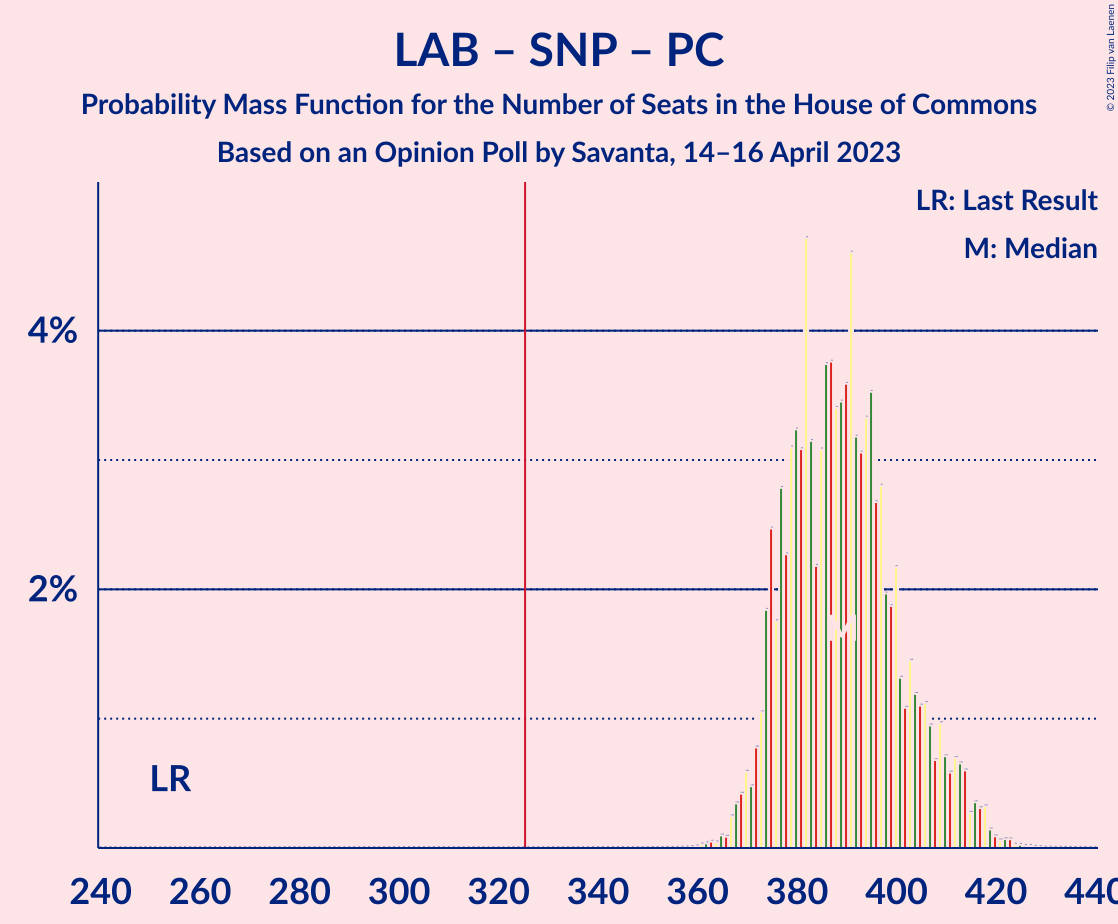 LAB – SNP – PC
Probability Mass Function for the Number of Seats in the House of Commons
Based on an Opinion Poll by Savanta, 14–16 April 2023
© 2023 Filip van Laenen
LR: Last Result
M: Median
4%
2%
M
LR
240 260 280 300 320 340 360 380 400 420 440